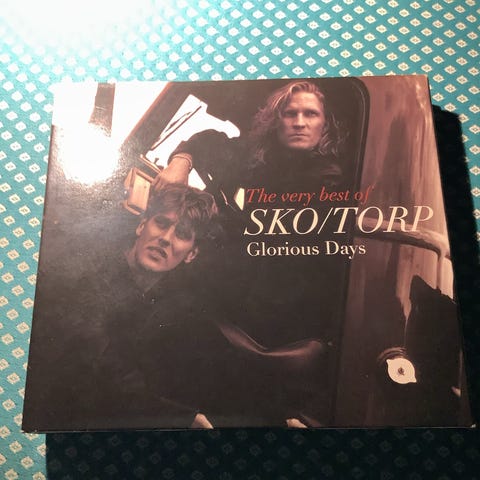 The very best of
SKO/TORP
Glorious Days